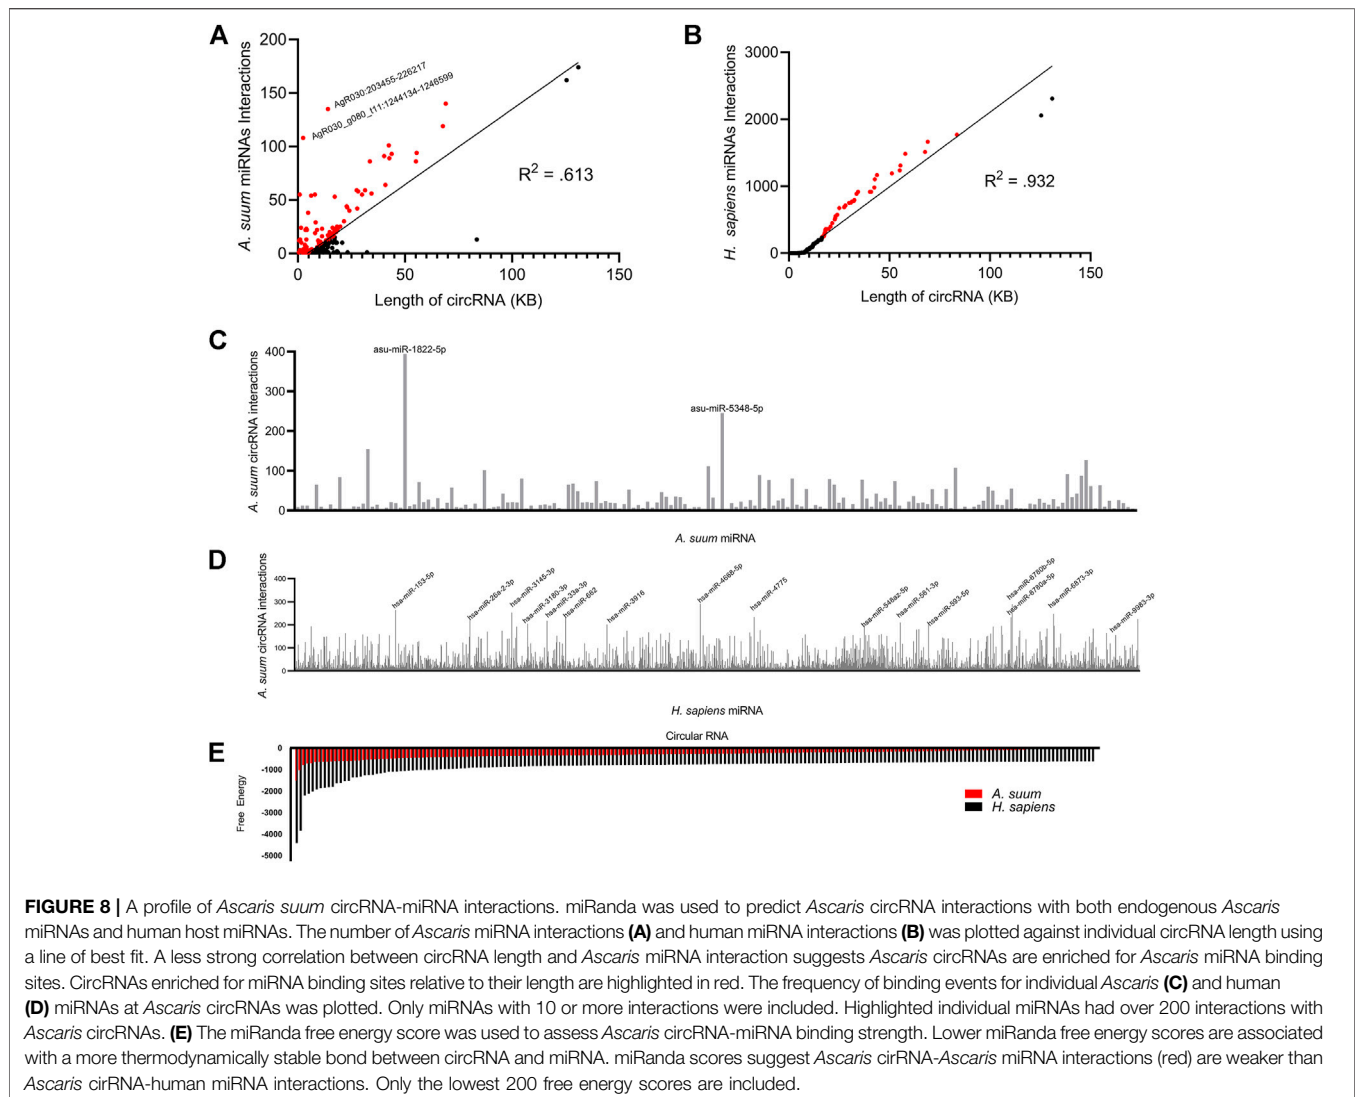 A
B
200
150
100
50
0
0
50
100
150
A. suum miRNAs Interactions
AgR030:203455-226217
AgR030_g080_t11:1244134-1246599
R² = .613
Length of circRNA (KB)
3000
2000
1000
0
0
50
100
150
H. sapiens miRNAs Interactions
R² = .932
Length of circRNA (KB)
C
400
300
200
100
0
A. suum circRNA interactions
asu-miR-1822-5p
asu-miR-5348-5p
A. suum miRNA
D
400
300
200
100
0
A. suum circRNA interactions
hsa-miR-153-5p
hsa-miR-26a-2-3p
hsa-miR-3145-3p
hsa-miR-3180-3p
hsa-miR-33a-3p
hsa-miR-662
hsa-miR-3916
hsa-miR-4668-5p
hsa-miR-4775
hsa-miR-548az-5p
hsa-miR-561-3p
hsa-miR-593-5p
hsa-miR-6780b-5p
hsa-miR-6780a-5p
hsa-miR-6873-3p
hsa-miR-9983-3p
H. sapiens miRNA
Circular RNA
E
0
-1000
-2000
-3000
-4000
-5000
Free Energy
A. suum
H. sapiens
FIGURE 8 | A profile of Ascaris suum circRNA-miRNA interactions. miRanda was used to predict Ascaris circRNA interactions with both endogenous Ascaris
miRNAs and human host miRNAs. The number of Ascaris miRNA interactions (A) and human miRNA interactions (B) was plotted against individual circRNA length using
a line of best fit. A less strong correlation between circRNA length and Ascaris miRNA interaction suggests Ascaris circRNAs are enriched for Ascaris miRNA binding
sites. CircRNAs enriched for miRNA binding sites relative to their length are highlighted in red. The frequency of binding events for individual Ascaris (C) and human
(D) miRNAs at Ascaris circRNAs was plotted. Only miRNAs with 10 or more interactions were included. Highlighted individual miRNAs had over 200 interactions with
Ascaris circRNAs. (E) The miRanda free energy score was used to assess Ascaris circRNA-miRNA binding strength. Lower miRanda free energy scores are associated
with a more thermodynamically stable bond between circRNA and miRNA. miRanda scores suggest Ascaris cirRNA-Ascaris miRNA interactions (red) are weaker than
Ascaris cirRNA-human miRNA interactions. Only the lowest 200 free energy scores are included.